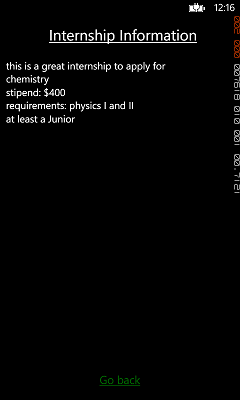 12:16
Internship Information
this is a great internship to apply for
chemistry
stipend: $400
requirements: physics I and II
at least a Junior
Go back